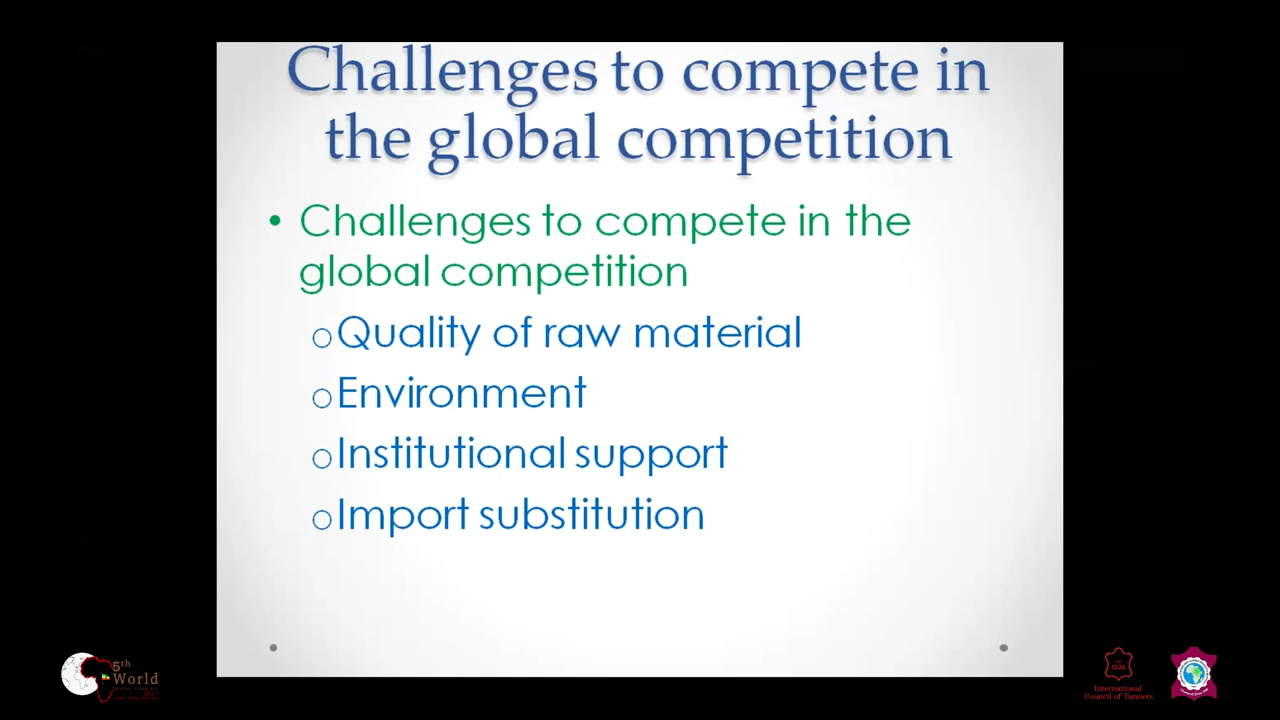 Challenges to compete in
the global competition
• Challenges to compete in the
global competition
o Quality of raw material
o Environment
o Institutional support
o Import substitution
5th
World
International
Council of Tanners
1926